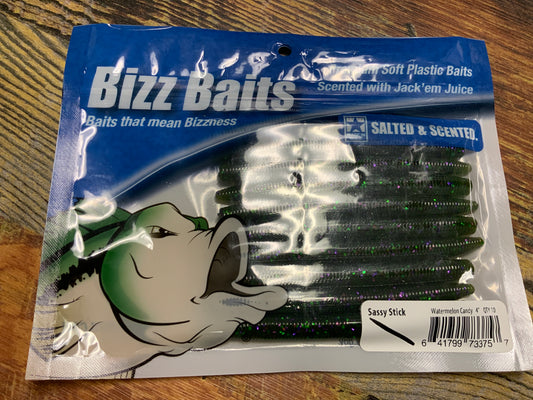 Bizz Baits
Baits that mean Bizzness
Soft Plastic Baits
Scented with Jack'em Juice
SALTED & SCENTED.
Sassy Stick
Watermelon Candy 4" QTY 10
6 41799 73375 7